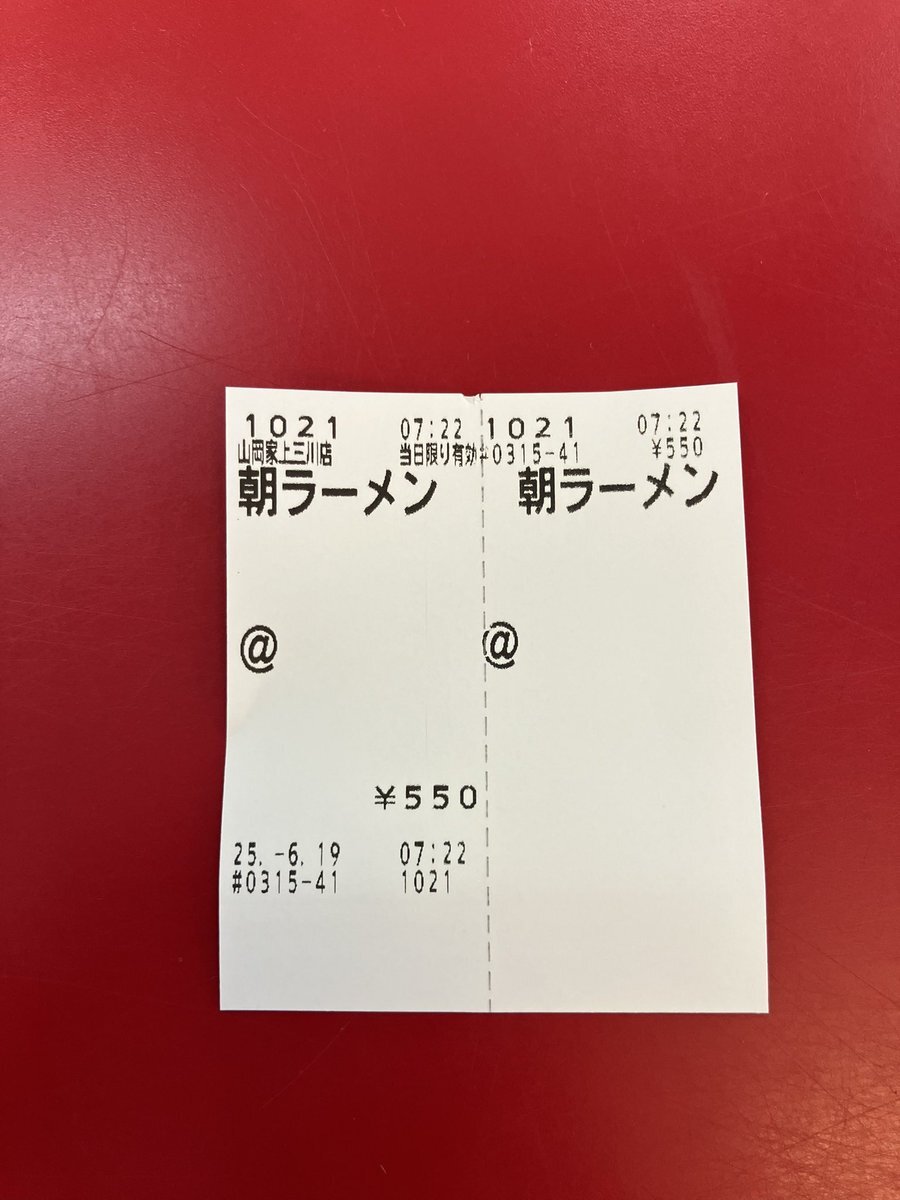 1021 07:22
山岡家上三川店 当日限り有効
朝ラーメン
@
¥550
25.-6.19 07:22
#0315-41 1021
1021 07:22
#0315-41 ¥550
朝ラーメン
@